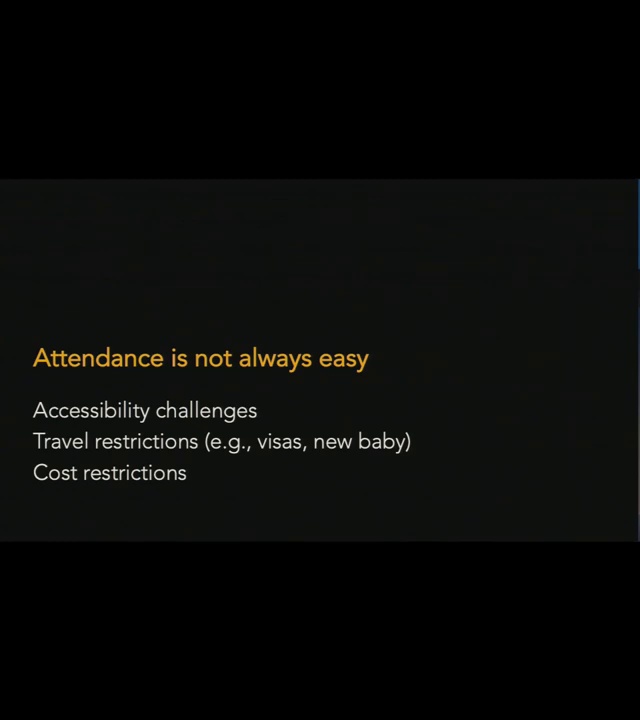 Attendance is not always easy
Accessibility challenges
Travel restrictions (e.g., visas, new baby)
Cost restrictions